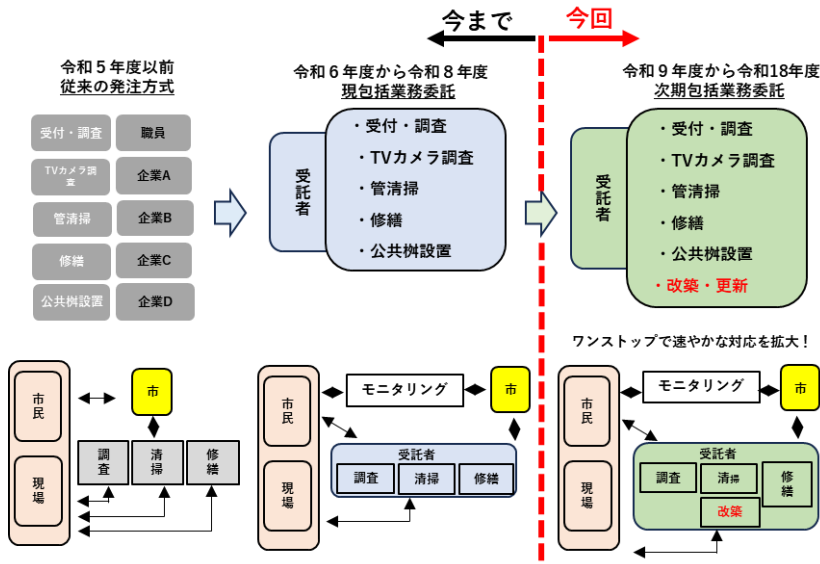 今まで
今回
令和５年度以前
従来の発注方式
受付・調査
職員
TVカメラ調
査
企業A
管清掃
企業B
修繕
企業C
公共桝設置
企業D
令和６年度から令和８年度
現包括業務委託
受託者
・受付・調査
・TVカメラ調査
・管清掃
・修繕
・公共桝設置
令和９年度から令和18年度
次期包括業務委託
受託者
・受付・調査
・TVカメラ調査
・管清掃
・修繕
・公共桝設置
・改築・更新
ワンストップで速やかな対応を拡大！
市民
現場
市
調査
清掃
修繕
市民
現場
モニタリング
市
受託者
調査
清掃
修繕
市民
現場
モニタリング
市
受託者
調査
清掃
修繕
改築